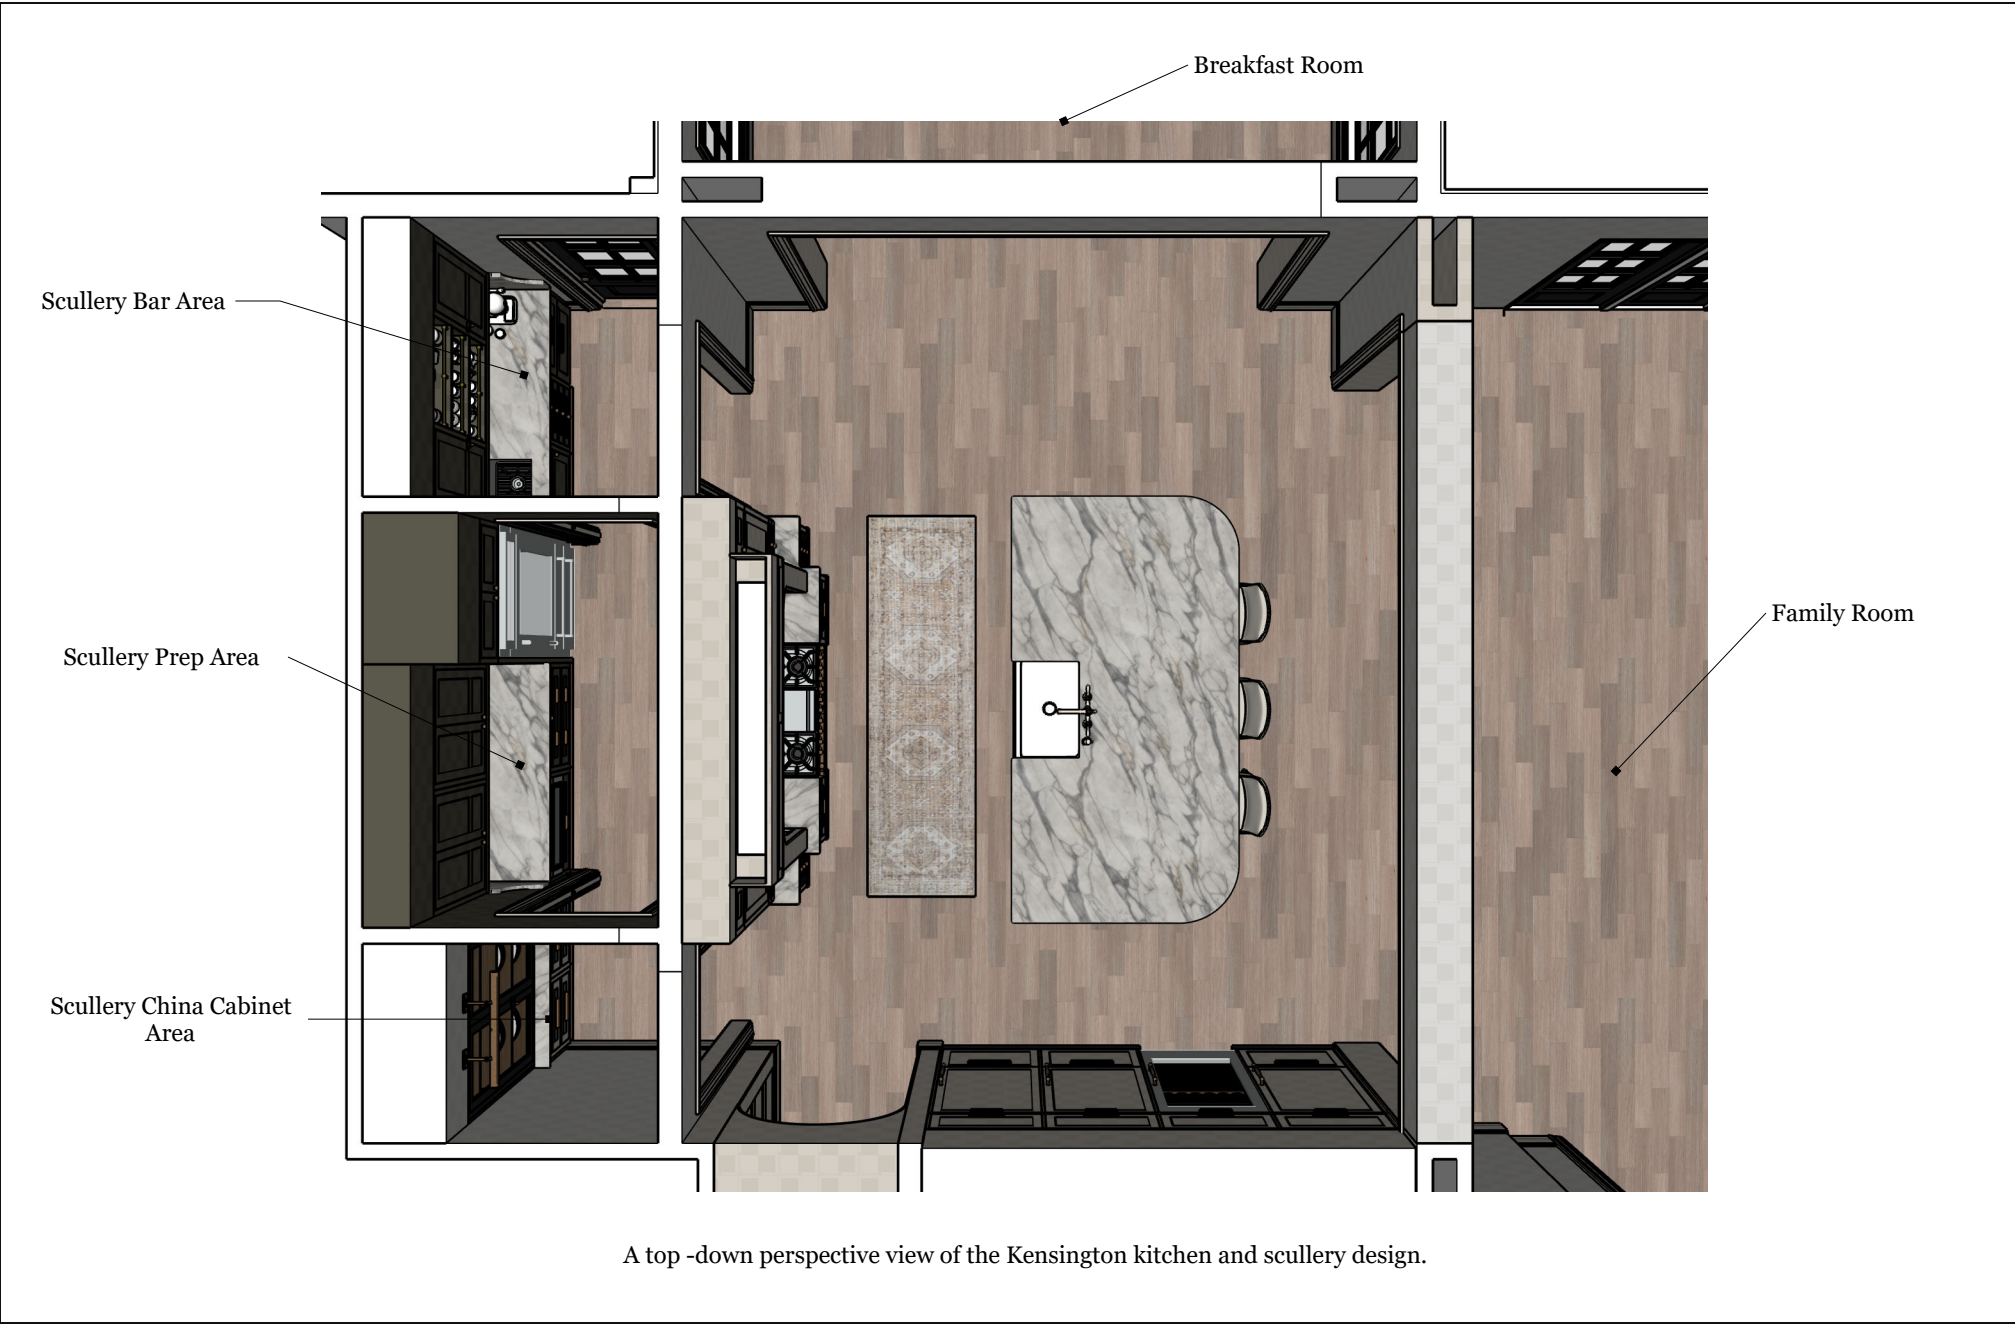 Breakfast Room
Scullery Bar Area
Family Room
Scullery Prep Area
Scullery China Cabinet
Area
A top -down perspective view of the Kensington kitchen and scullery design.